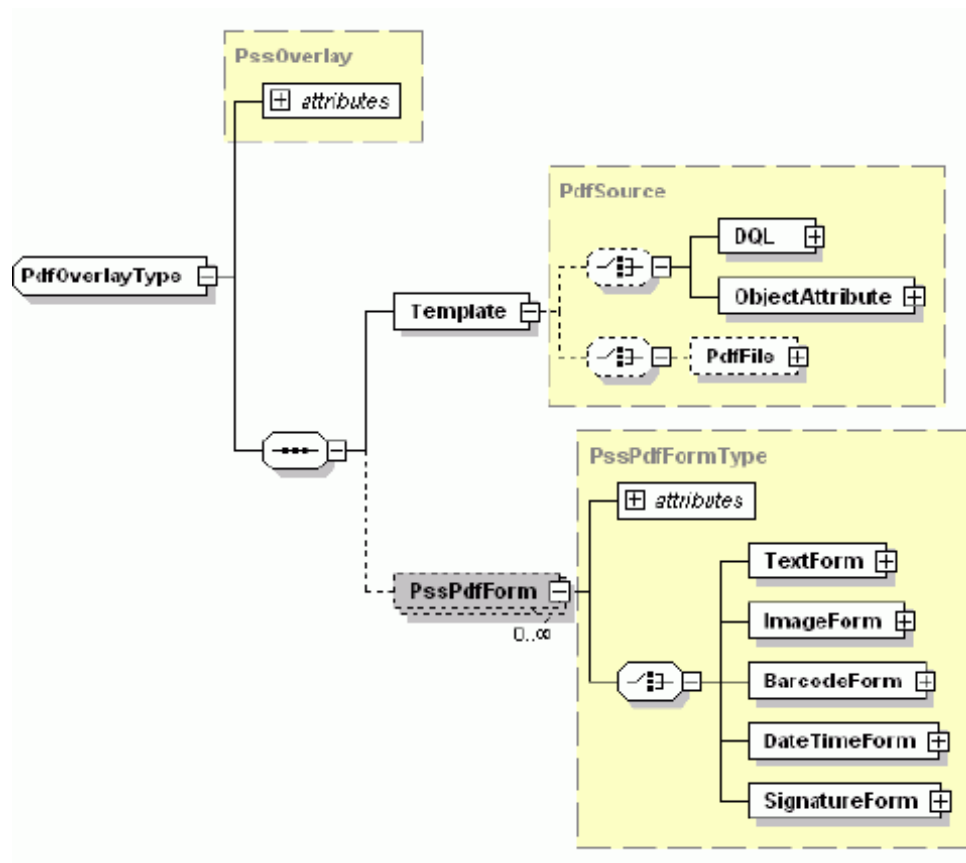 PssOverlay
attributes
PdfSource
DQL
PdfOverlayType
Template
ObjectAttribute
PdfFile
PssPdfFormType
attributes
TextForm
PssPdfForm
0..∞
ImageForm
BarcodeForm
DateTimeForm
SignatureForm